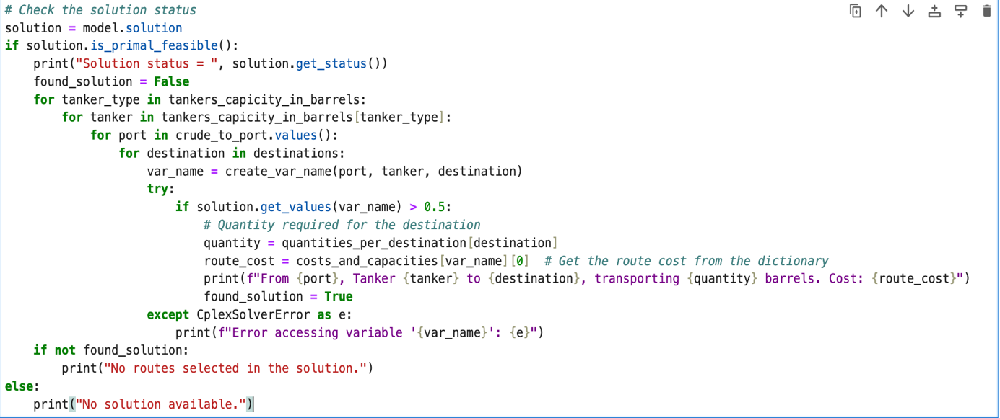 # Check the solution status
solution = model.solution
if solution.is_primal_feasible():
    print("Solution status = ", solution.get_status())
    found_solution = False
    for tanker_type in tankers_capicity_in_barrels:
        for tanker in tankers_capicity_in_barrels[tanker_type]:
            for port in crude_to_port.values():
                for destination in destinations:
                    var_name = create_var_name(port, tanker, destination)
                    try:
                        if solution.get_values(var_name) > 0.5:
                            # Quantity required for the destination
                            quantity = quantities_per_destination[destination]
                            route_cost = costs_and_capacities[var_name][0]  # Get the route cost from the dictionary
                            print(f"From {port}, Tanker {tanker} to {destination}, transporting {quantity} barrels. Cost: {route_cost}")
                            found_solution = True
                    except CplexSolverError as e:
                        print(f"Error accessing variable '{var_name}': {e}")
    if not found_solution:
        print("No routes selected in the solution.")
else:
    print("No solution available.")